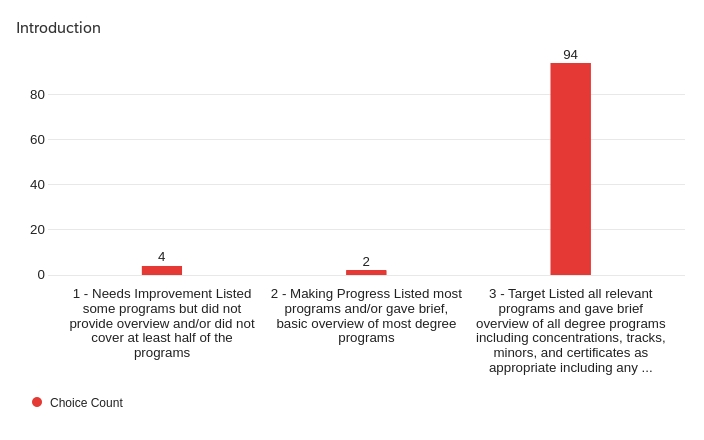 Introduction
94
80
60
40
20
4
2
0
1 - Needs Improvement Listed
some programs but did not
provide overview and/or did not
cover at least half of the
programs
2 - Making Progress Listed most
programs and/or gave brief,
basic overview of most degree
programs
3 - Target Listed all relevant
programs and gave brief
overview of all degree programs
including concentrations, tracks,
minors, and certificates as
appropriate including any ...
Choice Count